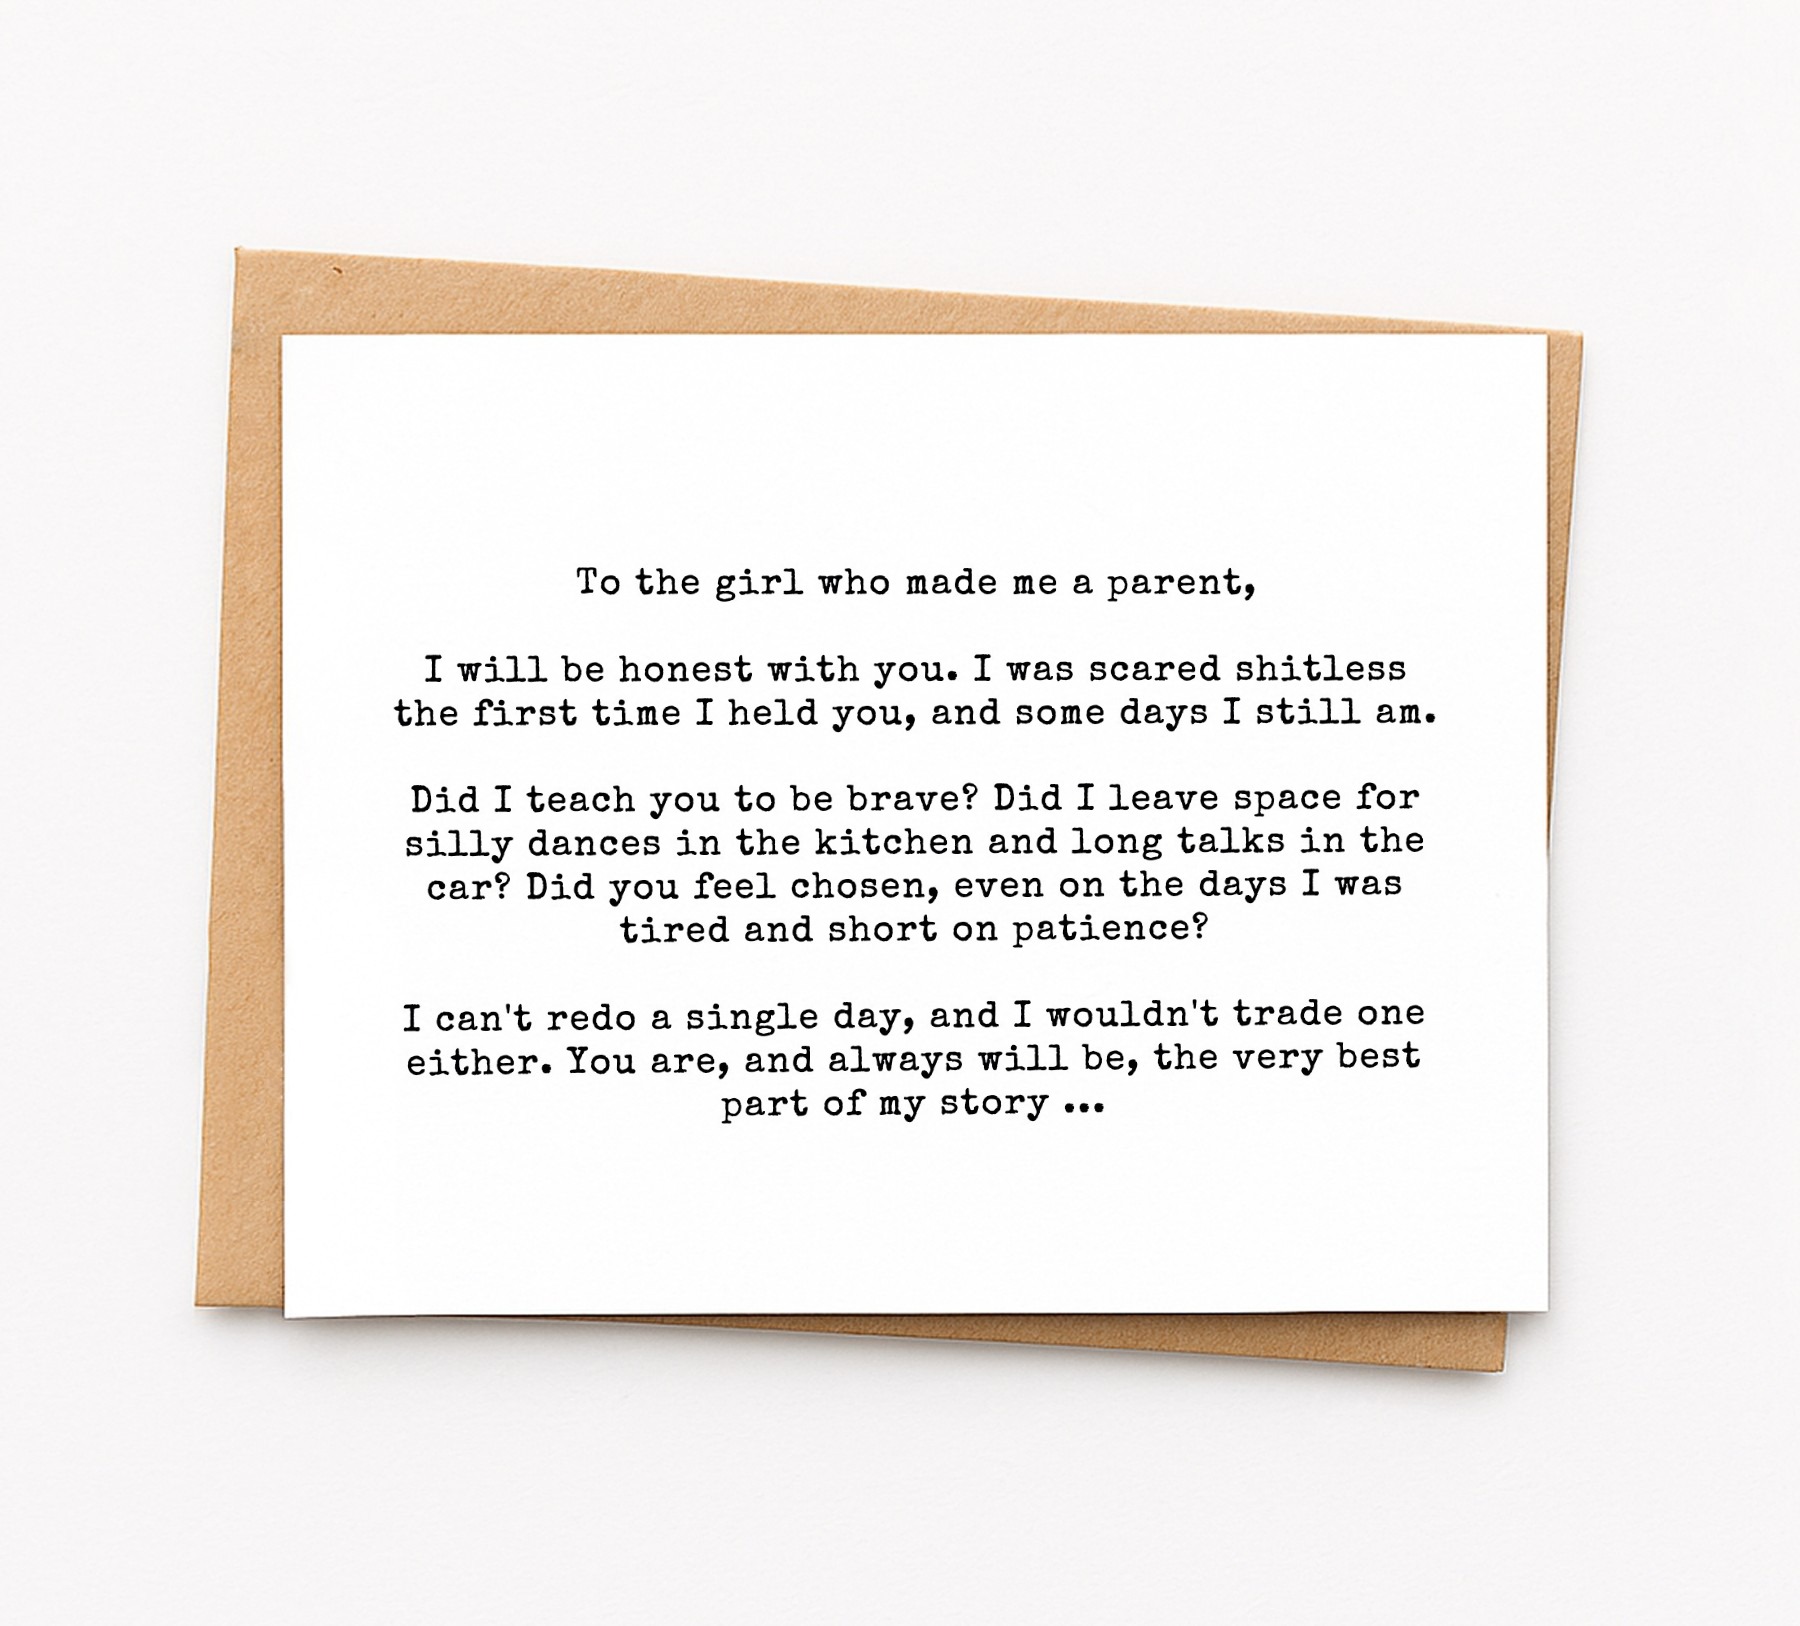 To the girl who made me a parent,
I will be honest with you. I was scared shitless
the first time I held you, and some days I still am.
Did I teach you to be brave? Did I leave space for
silly dances in the kitchen and long talks in the
car? Did you feel chosen, even on the days I was
tired and short on patience?
I can't redo a single day, and I wouldn't trade one
either. You are, and always will be, the very best
part of my story ...